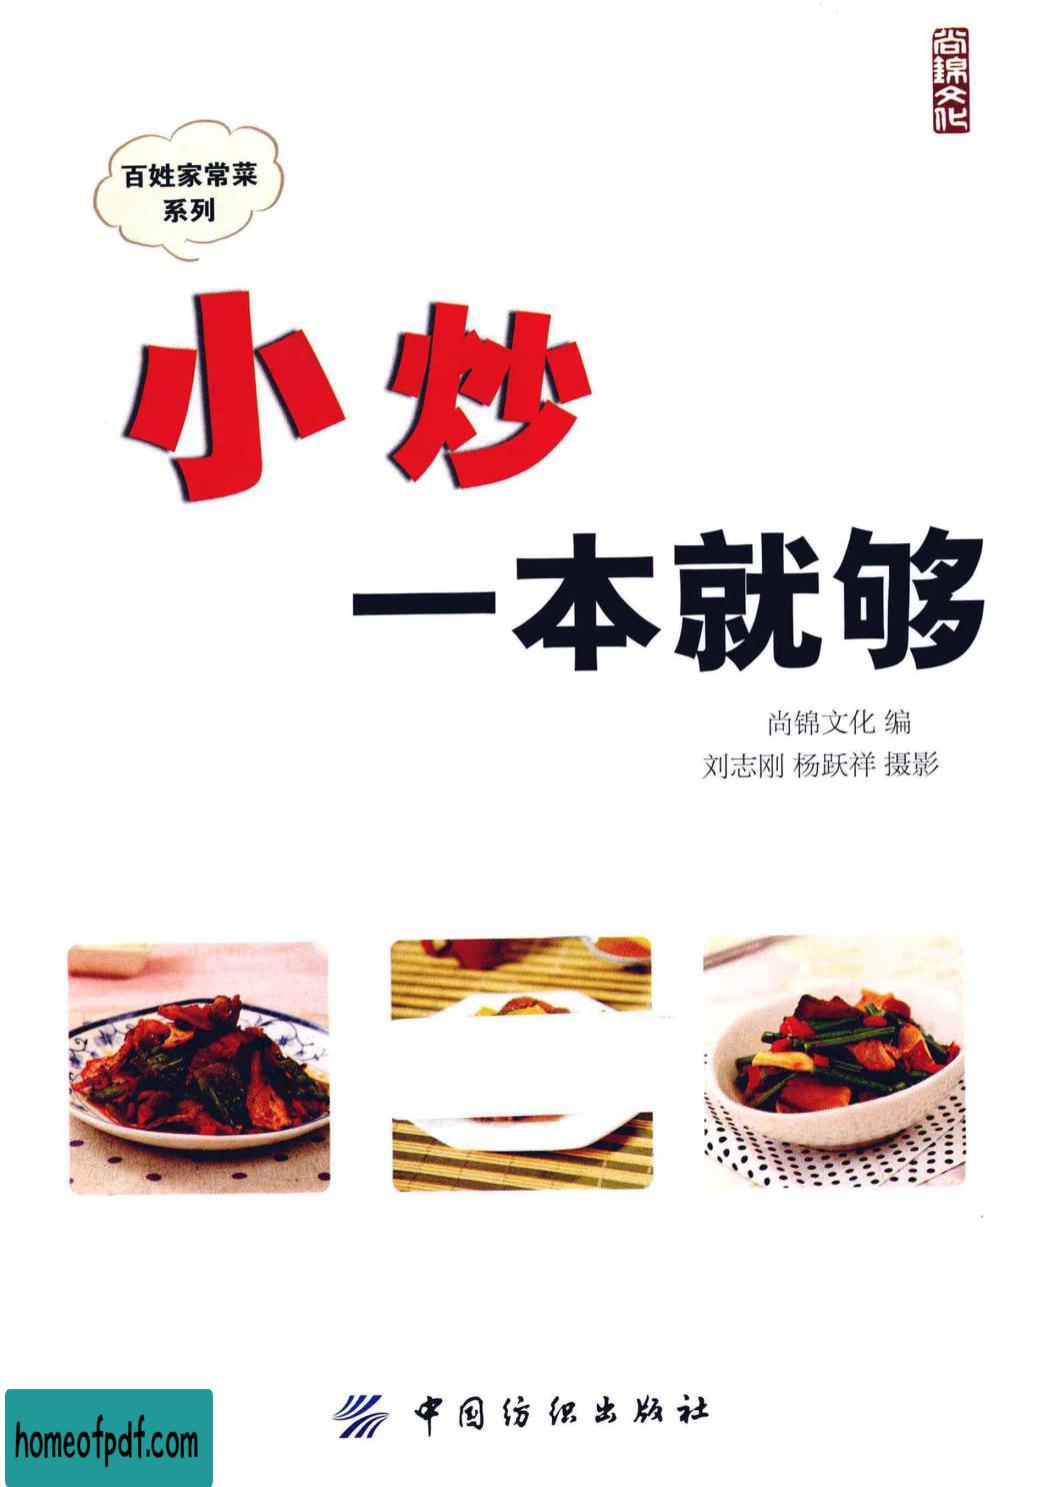 尚錦文化
百姓家常菜
系列
小炒
一本就够
尚锦文化 编
刘志刚 杨跃祥 摄影
中国纺织出版社
homeofpdf.com